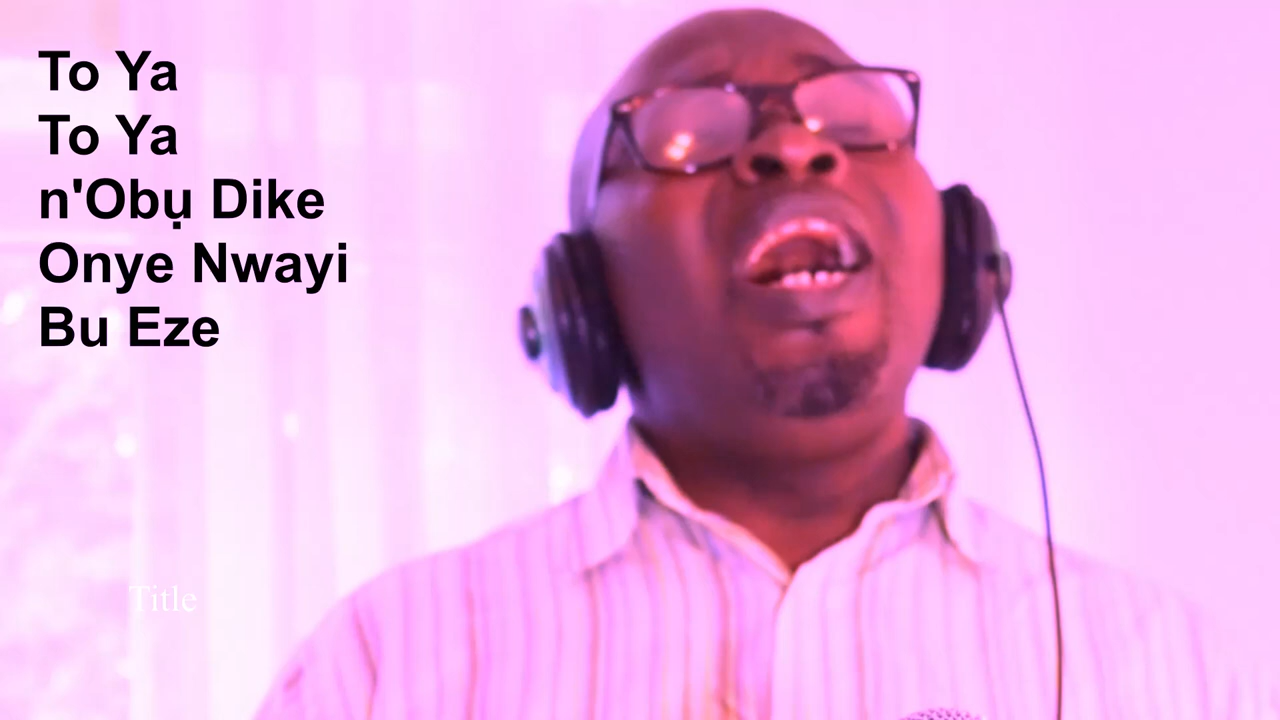 To Ya
To Ya
n'Obụ Dike
Onye Nwayi
Bu Eze
Title